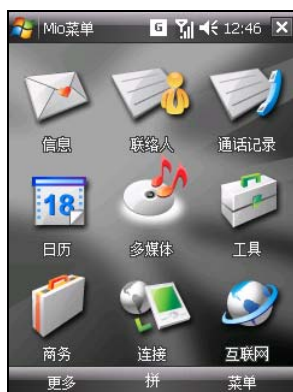 Mio菜单 G 12:46
信息 联络人 通话记录
18
日历 多媒体 工具
商务 连接 互联网
更多 拼 菜单